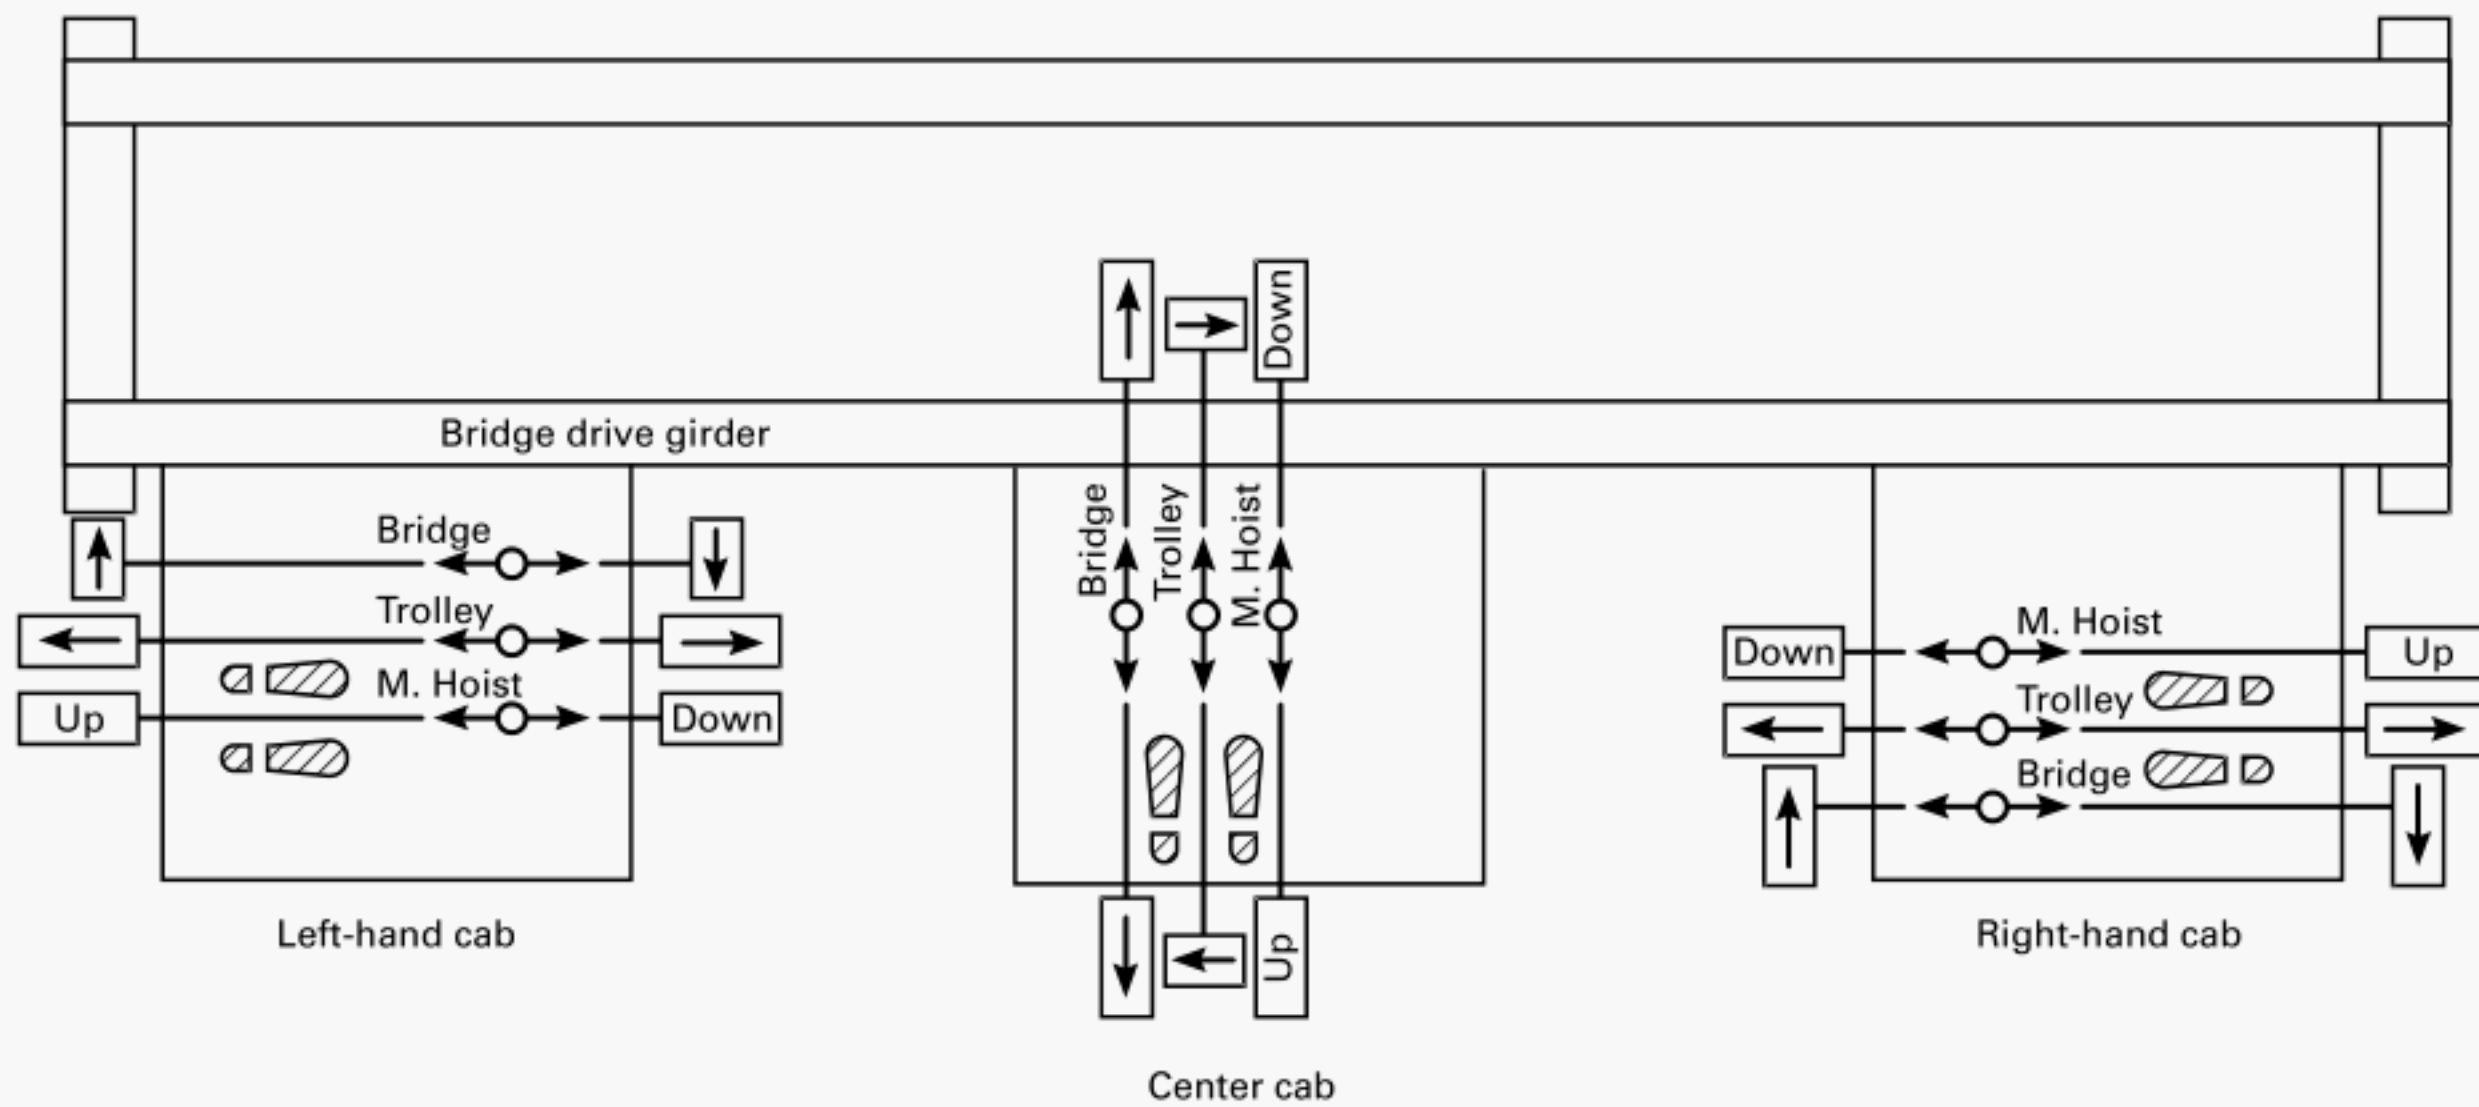 Down
Bridge drive girder
Bridge
Trolley
M. Hoist
Up
Down
Left-hand cab
Bridge
Trolley
M. Hoist
Up
Center cab
M. Hoist
Down
Up
Trolley
Bridge
Right-hand cab